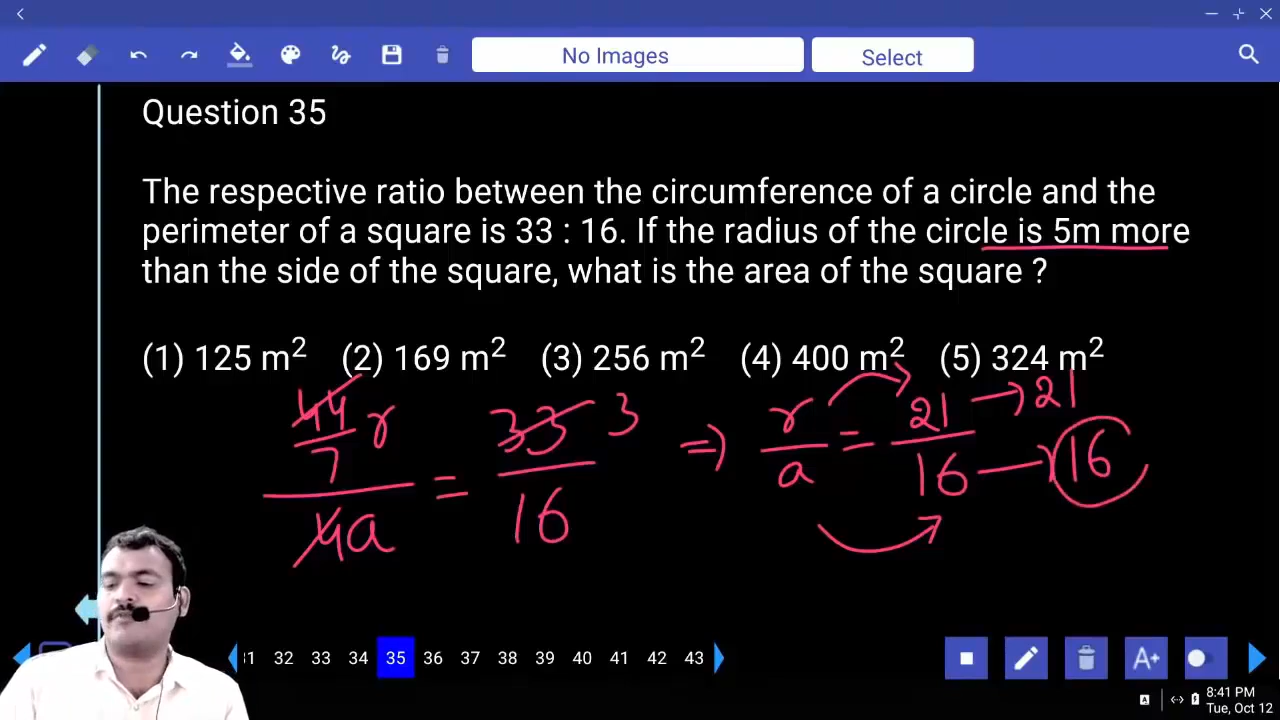 No Images
Select
Question 35
The respective ratio between the circumference of a circle and the
perimeter of a square is 33 : 16. If the radius of the circle is 5m more
than the side of the square, what is the area of the square ?
(1) 125 m² (2) 169 m² (3) 256 m² (4) 400 m² (5) 324 m²
44/7 r / 4a = 33 3 / 16 => r/a = 21/16 → 21 → 16
32 33 34 35 36 37 38 39 40 41 42 43
A+
A
8:41 PM
Tue, Oct 12